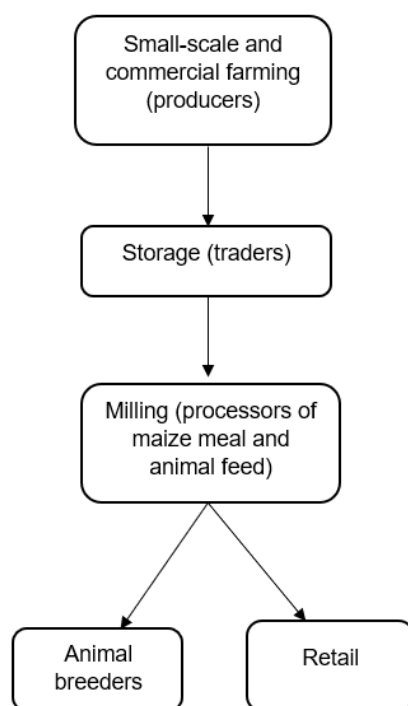 Small-scale and
commercial farming
(producers)
Storage (traders)
Milling (processors of
maize meal and
animal feed)
Animal
breeders
Retail